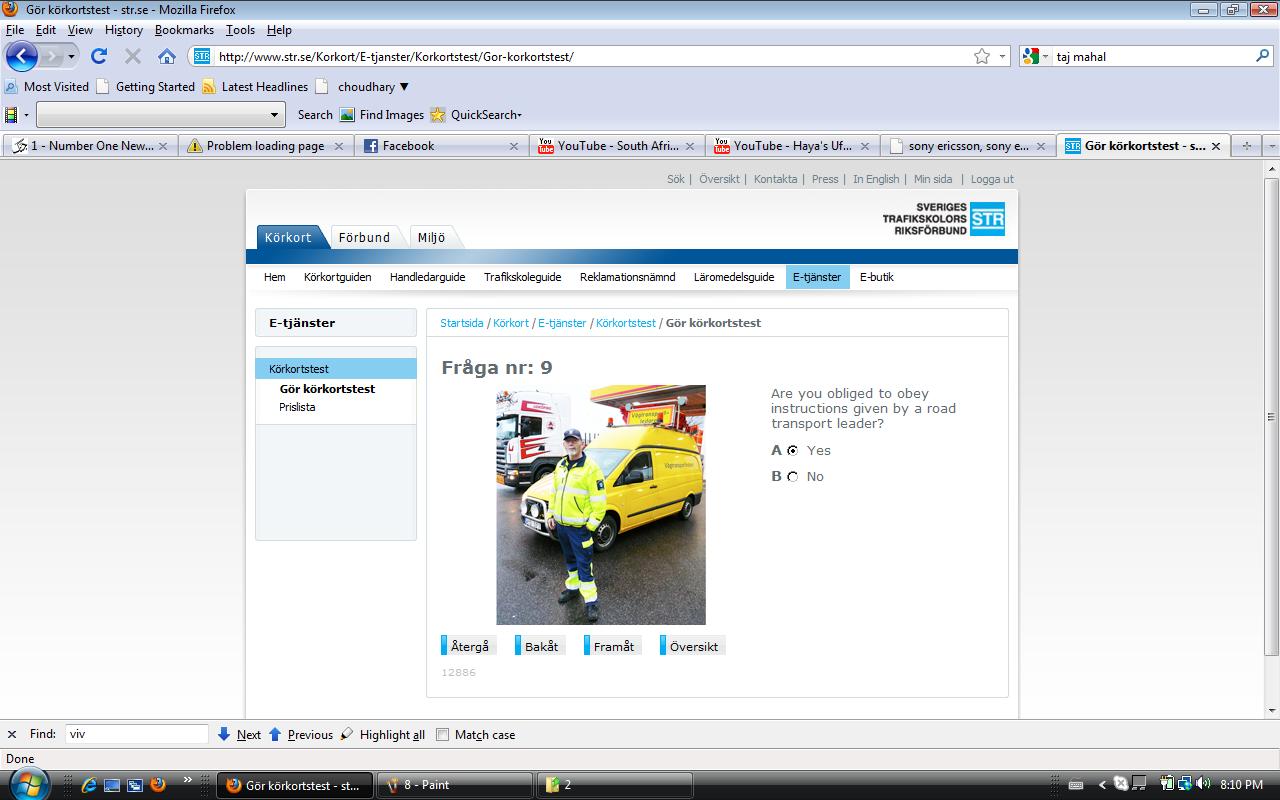 Gör körkortstest - str.se - Mozilla Firefox
File Edit View History Bookmarks Tools Help
STR http://www.str.se/Korkort/E-tjanster/Korkortstest/Gor-korkortstest/ taj mahal
Most Visited Getting Started Latest Headlines choudhary
Search Find Images QuickSearch
1 - Number One New... Problem loading page Facebook YouTube - South Afri... YouTube - Haya's Uf... sony ericsson, sony e... Gör körkortstest - s...
Sök | Översikt | Kontakta | Press | In English | Min sida | Logga ut
SVERIGES
TRAFIKSKOLORS
RIKSFÖRBUND
STR
Körkort Förbund Miljö
Hem Körkortguiden Handledarguide Trafikskoleguide Reklamationsnämnd Läromedelsguide E-tjänster E-butik
E-tjänster
Startsida / Körkort / E-tjänster / Körkortstest / Gör körkortstest
Körkortstest
Gör körkortstest
Prislista
Fråga nr: 9
Vägtransport-
ledare
Vägtransportledare
Are you obliged to obey
instructions given by a road
transport leader?
A Yes
B No
Återgå Bakåt Framåt Översikt
12886
Find: viv Next Previous Highlight all Match case
Done
Gör körkortstest - st... 8 - Paint 2 8:10 PM